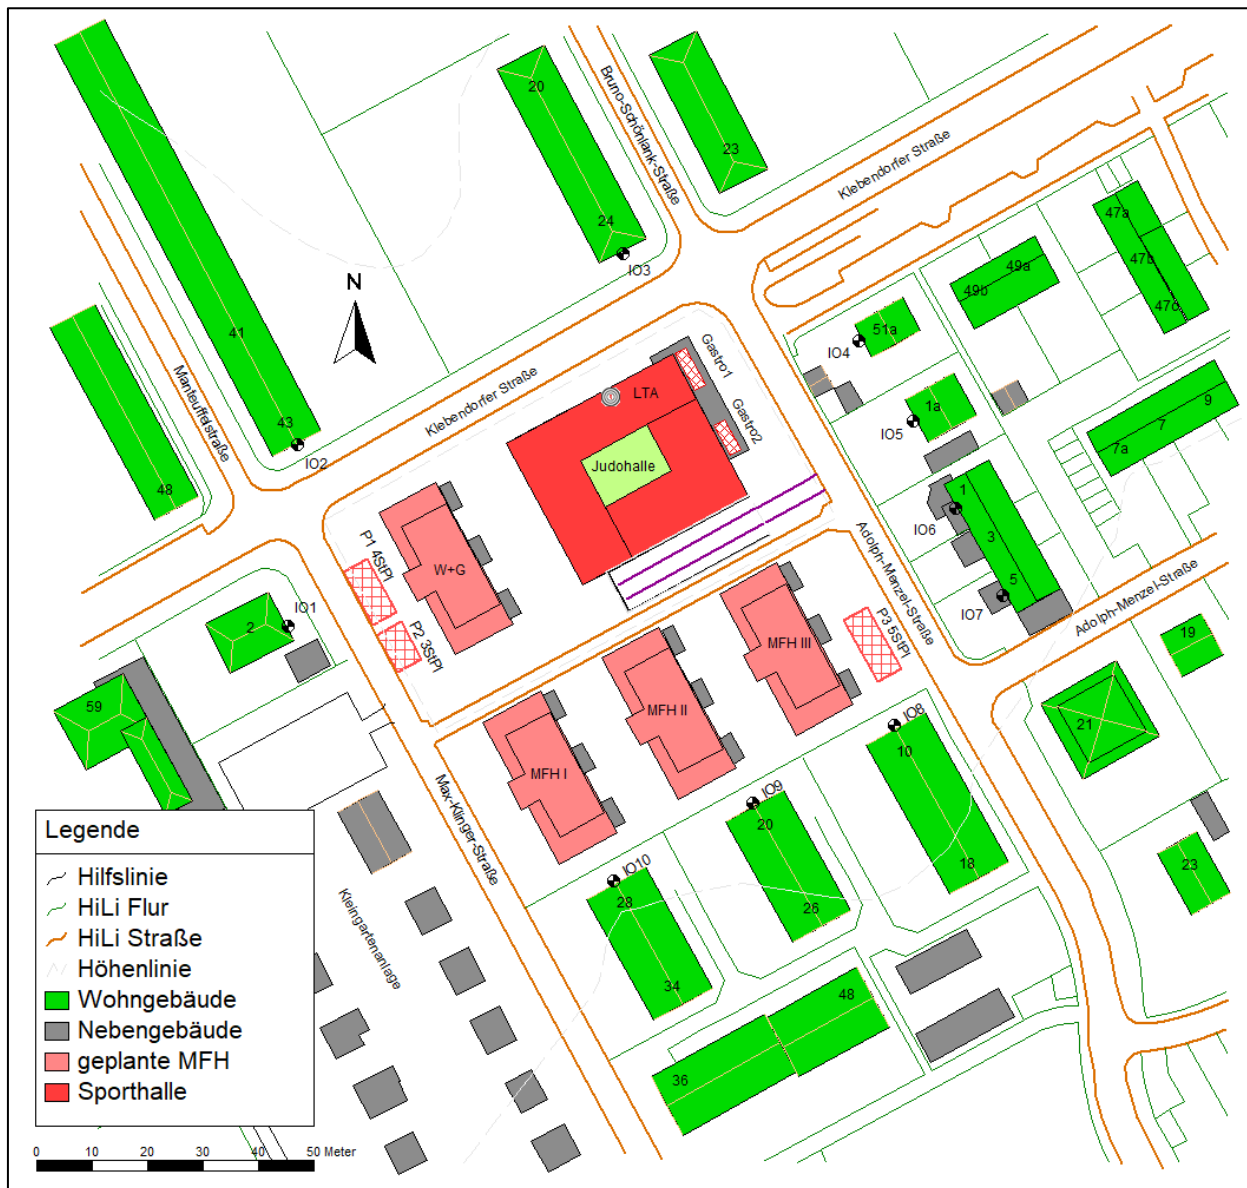 20
Bruno-Schönlank-Straße
23
Klebendorfer Straße
47a
24
IO3
49a
47b
49b
47c
N
51a
41
IO4
Manteuffelstraße
Gastro1
LTA
Klebendorfer Straße
1a
9
Gastro2
IO5
7
43
7a
IO2
Judohalle
48
1
IO6
3
P1 4StPl
W+G
Adolph-Menzel-Straße
5
IO7
Adolph-Menzel-Straße
IO1
2
P2 3StPl
P3 5StPl
19
MFH III
59
MFH II
IO8
21
10
MFH I
Max-Klinger-Straße
IO9
20
18
23
IO10
28
26
Kleingartenanlage
34
48
36
Legende
Hilfslinie
HiLi Flur
HiLi Straße
Höhenlinie
Wohngebäude
Nebengebäude
geplante MFH
Sporthalle
0 10 20 30 40 50 Meter